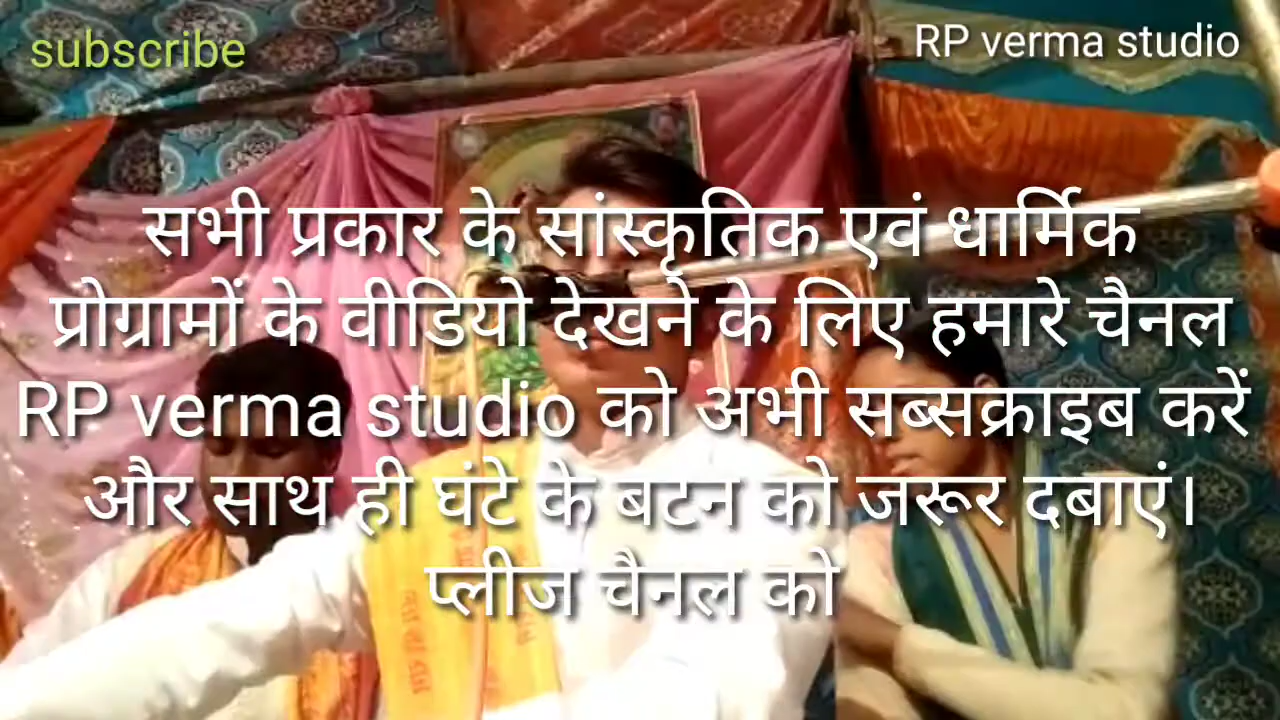 subscribe
RP verma studio
सभी प्रकार के सांस्कृतिक एवं धार्मिक
प्रोग्रामों के वीडियो देखने के लिए हमारे चैनल
RP verma studio को अभी सब्सक्राइब करें
और साथ ही घंटे के बटन को जरूर दबाएं।
प्लीज चैनल को